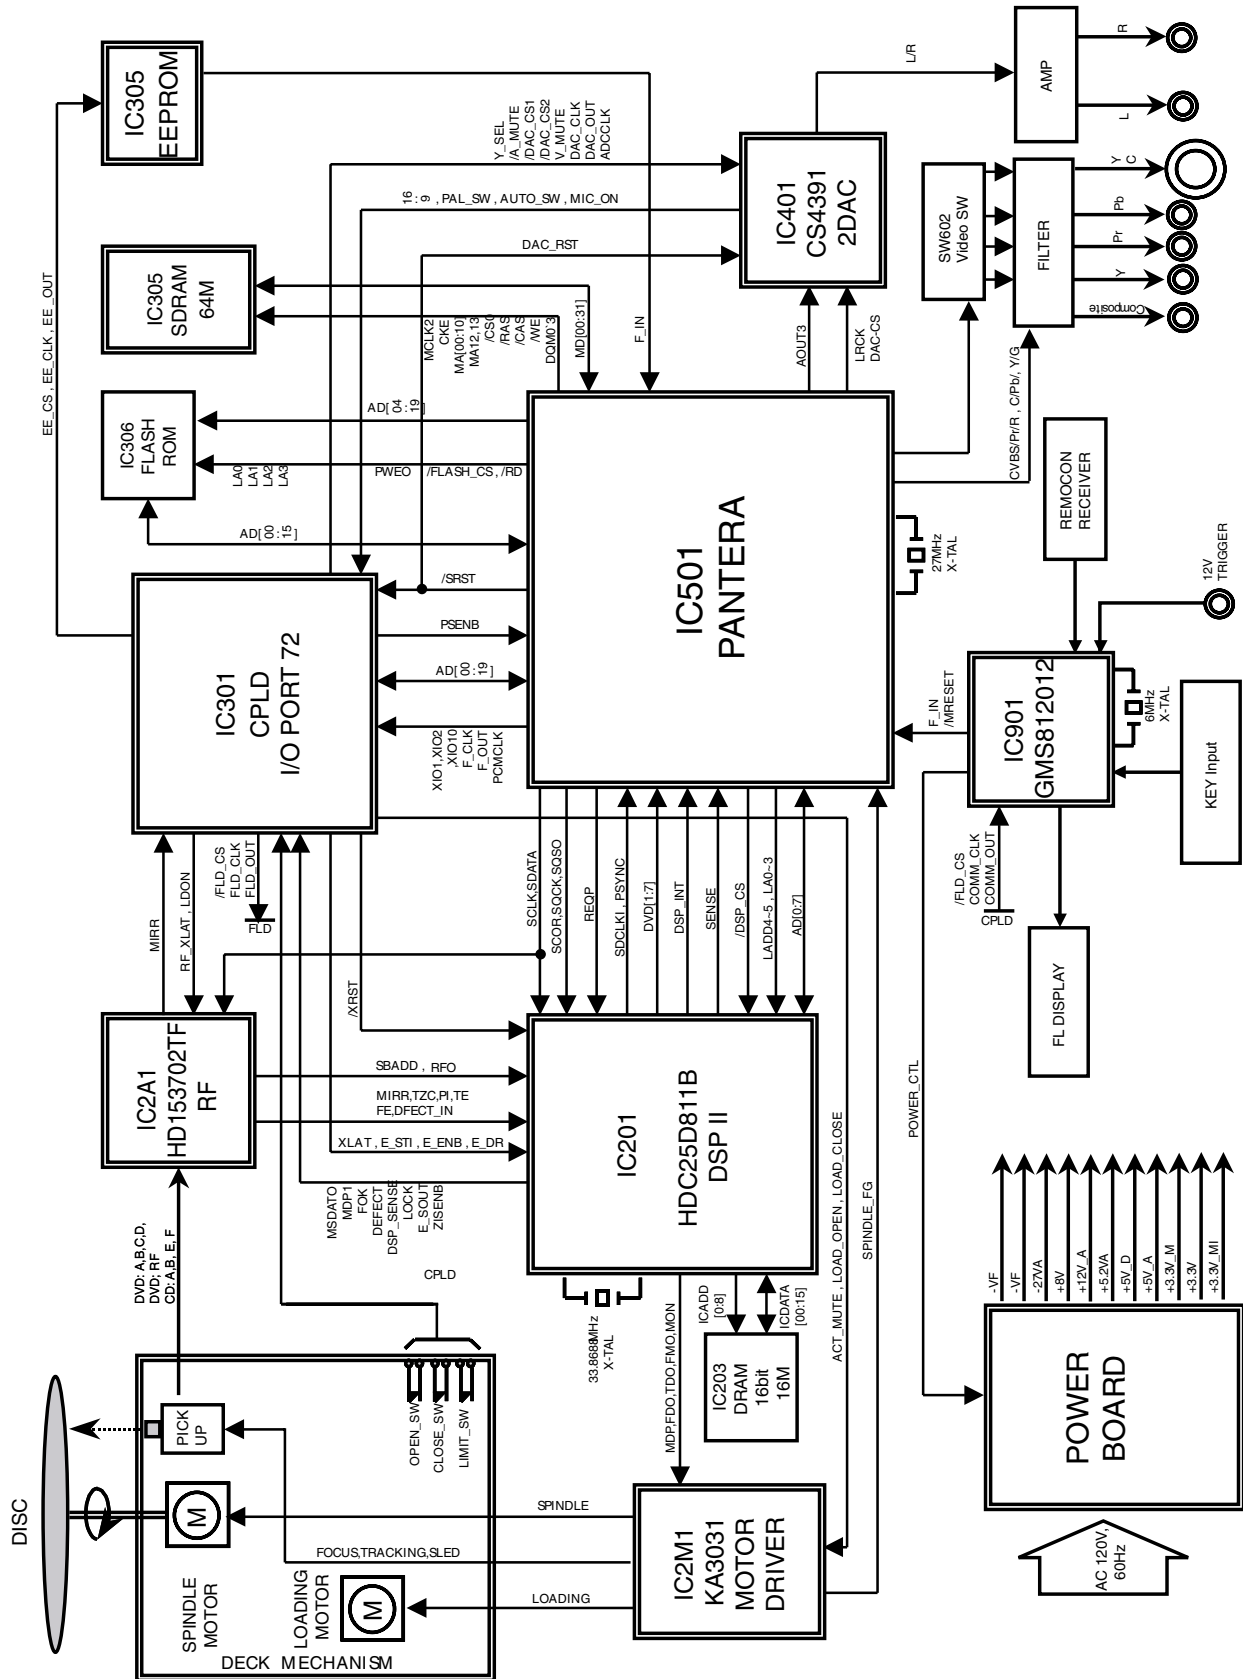 DISC
SPINDLE
MOTOR
M
LOADING
MOTOR
M
DECK MECHANISM
PICK
UP
OPEN_SW
CLOSE_SW
LIMIT_SW
DVD: A,B,C,D,
DVD: RF
CD: A,B, E, F
SPINDLE
FOCUS,TRACKING,SLED
LOADING
IC2M1
KA3031
MOTOR
DRIVER
IC2A1
HD153702TF
RF
MIRR
RF_XLAT , LDON
/FLD_CS
FLD_CLK
FLD_OUT
FLD
/XRST
SBADD , RFO
MIRR,TZC,PI,TE
FE,DFECT_IN
XLAT , E_STI , E_ENB , E_DR
MSDATO
MDP1
FOK
DEFECT
DSP_SENSE
LOCK
E_SOUT
ZISENB
CPLD
33.8688MHz
X-TAL
IC201
HDC25D811B
DSP II
MDP,FDO,TDO,FMO,MON
ICADD
[0:8]
ICDATA
[00:15]
IC203
DRAM
16bit
16M
ACT_MUTE , LOAD_OPEN , LOAD_CLOSE
SPINDLE_FG
SCLK,SDATA
SCOR,SQCK,SQSO
REQP
SDCLKI , PSYNC
DVD[1:7]
DSP_INT
SENSE
/DSP_CS
LADD4~5 , LA0~3
AD[0:7]
IC301
CPLD
I/O PORT 72
EE_CS , EE_CLK , EE_OUT
XIO1,XIO2
,XIO10
F_CLK
F_OUT
PCMCLK
AD[ 00 : 19 ]
PSENB
/SRST
AD[ 00 : 15 ]
IC306
FLASH
ROM
LA0
LA1
LA2
LA3
PWEO
/FLASH_CS , /RD
AD[ 04 : 19 ]
IC305
SDRAM
64M
MCLK2
CKE
MA[00:10]
MA12,13
/CS0
/RAS
/CAS
/WE
DQM0`3
MD[00:31]
IC305
EEPROM
F_IN
DAC_RST
16 : 9 , PAL_SW , AUTO_SW , MIC_ON
Y_SEL
/A_MUTE
/DAC_CS1
/DAC_CS2
V_MUTE
DAC_CLK
DAC_OUT
ADCCLK
IC501
PANTERA
27MHz
X-TAL
AOUT3
LRCK
DAC-CS
IC401
CS4391
2DAC
L/R
AMP
R
L
SW602
Video SW
FILTER
CVBS/Pr/R , C/Pb/, Y/G
Y
C
Pb
Pr
Y
Composite
F_IN
/MRESET
IC901
GMS812012
6MHz
X-TAL
REMOCON
RECEIVER
12V
TRIGGER
KEY Input
/FLD_CS
COMM_CLK
COMM_OUT
CPLD
FL DISPLAY
POWER_CTL
POWER
BOARD
AC 120V,
60Hz
-VF
-VF
-27VA
+8V
+12V_A
+5.2VA
+5V_D
+5V_A
+3.3V_M
+3.3V
+3.3V_MI